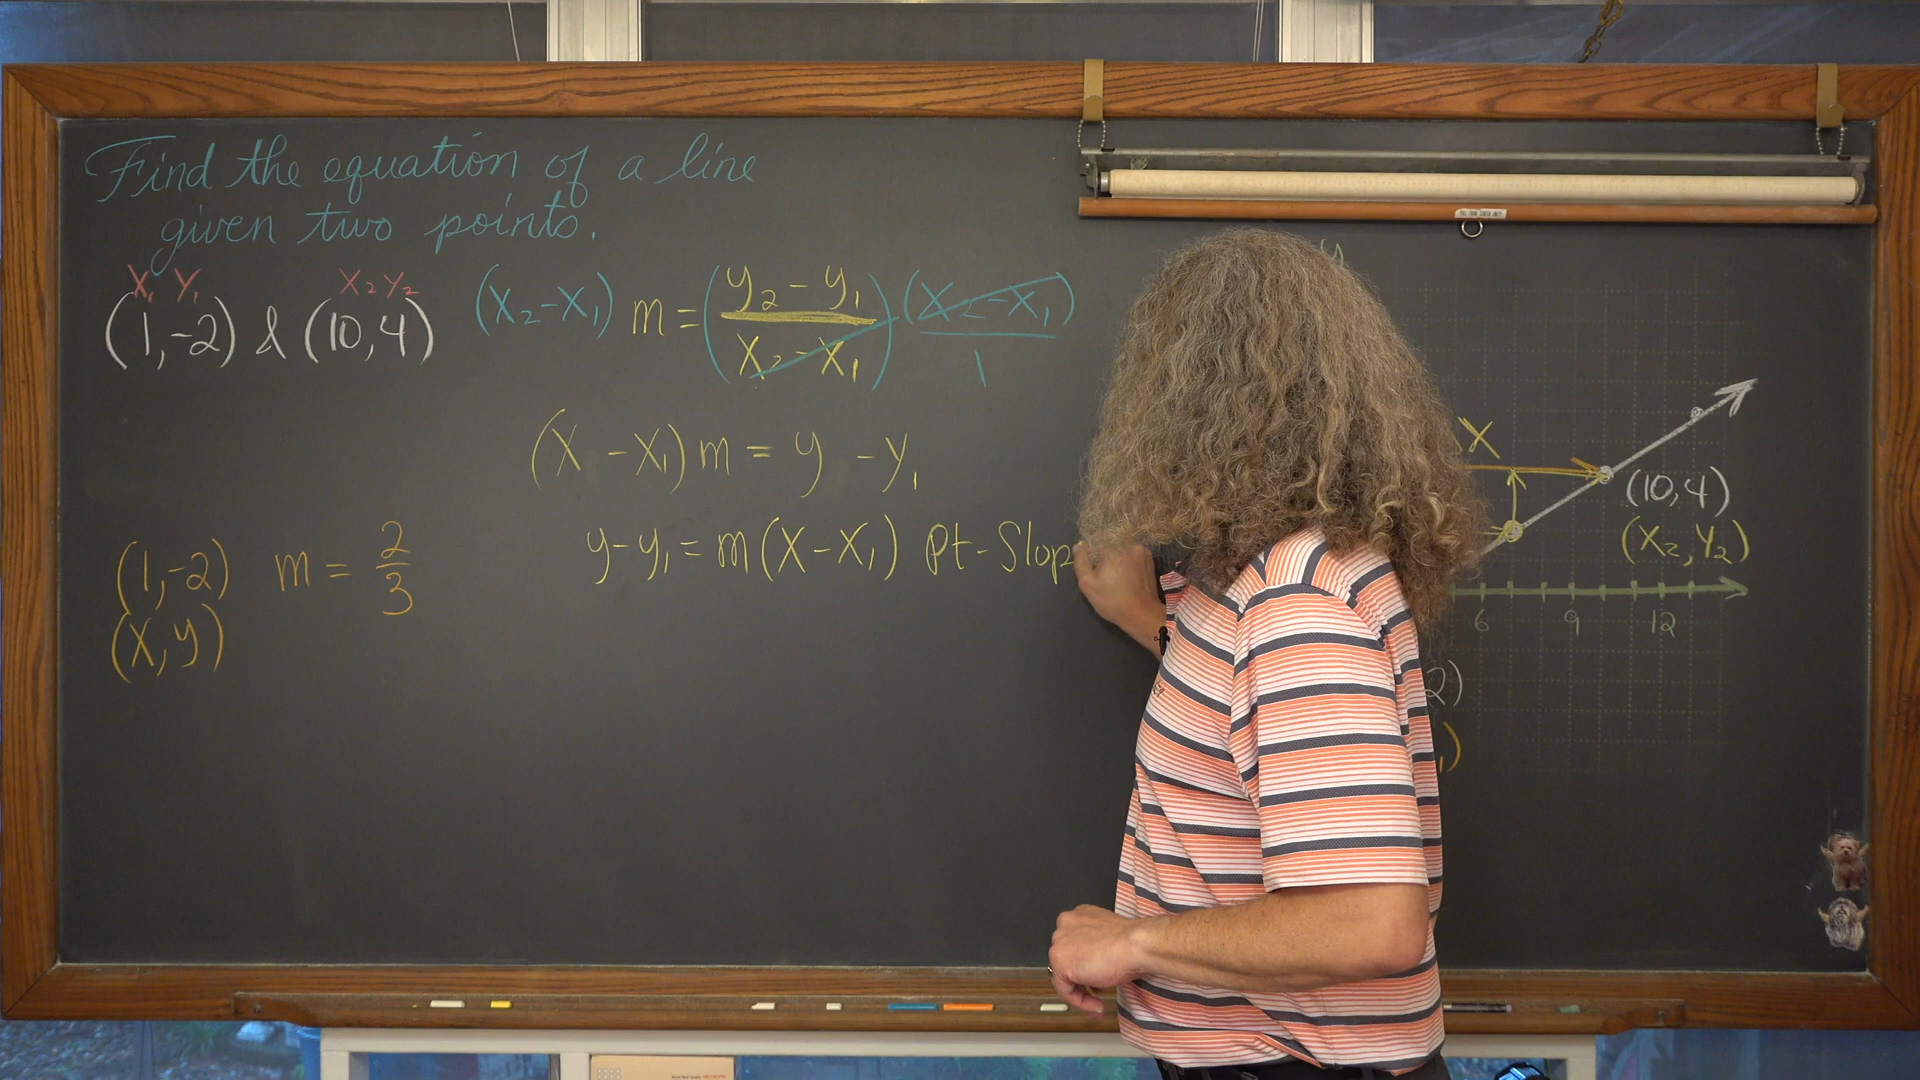 Find the equation of a line
given two points.
X₁ Y₁ X₂ Y₂
(1,-2) & (10,4)
(X₂-X₁) m = (y₂-y₁ / X₂-X₁) (X₂-X₁) / 1
(X -X₁) m = y -y₁
y-y₁ = m(X-X₁) Pt-Slop
(1,-2) m = 2/3
(X, y)
y
X
(10,4)
(X₂,Y₂)
6 9 12
2)
)